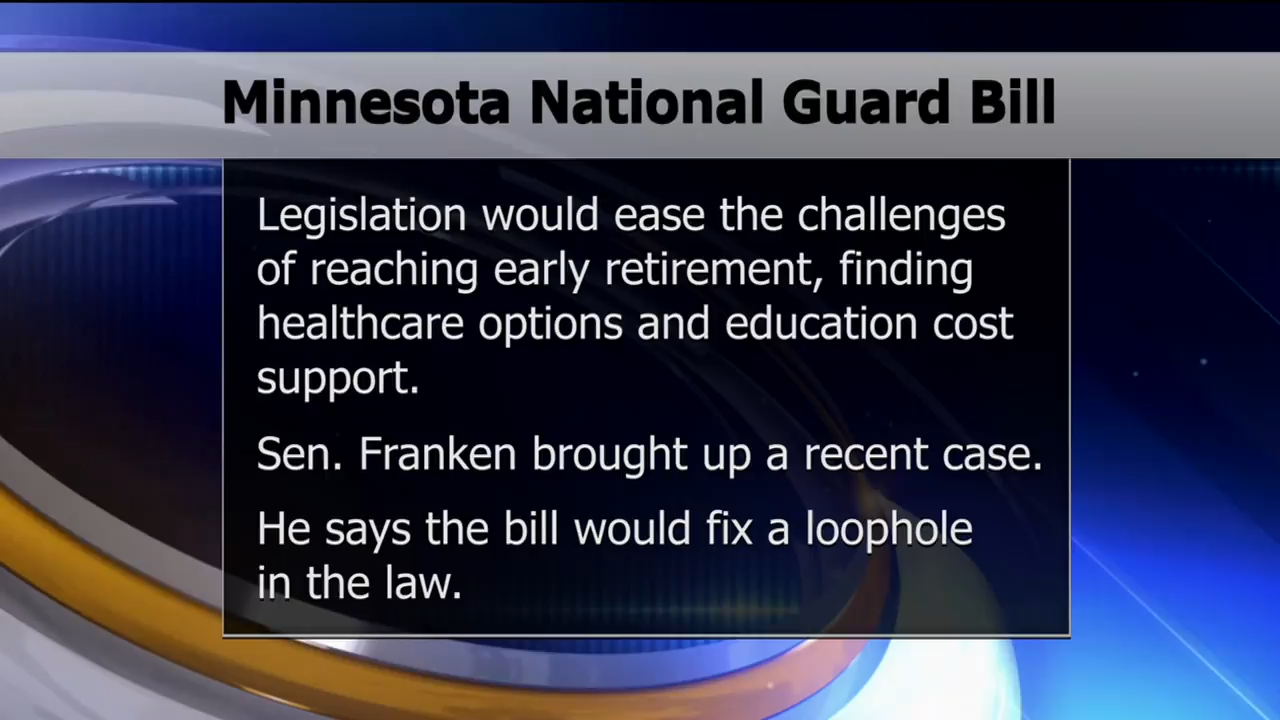 Minnesota National Guard Bill
Legislation would ease the challenges
of reaching early retirement, finding
healthcare options and education cost
support.
Sen. Franken brought up a recent case.
He says the bill would fix a loophole
in the law.